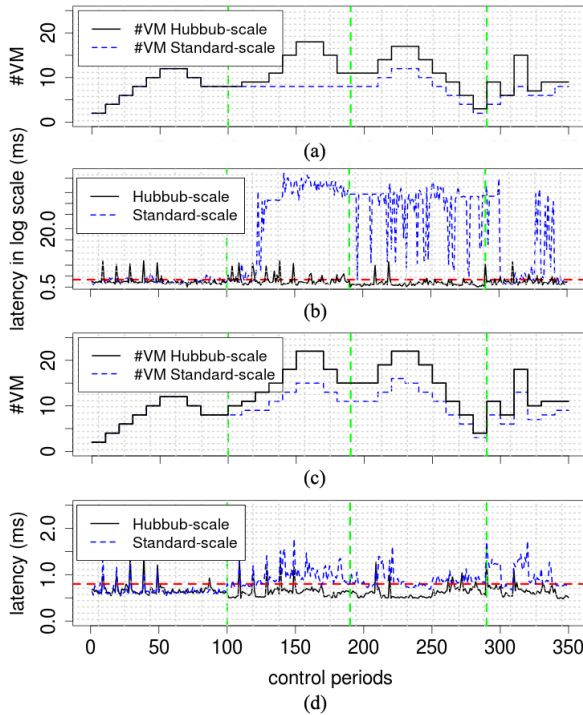 #VM
0 10 20
#VM Hubbub-scale
#VM Standard-scale
(a)
latency in log scale (ms)
0.5 5.0 20.0
Hubbub-scale
Standard-scale
(b)
#VM
0 10 20
#VM Hubbub-scale
#VM Standard-scale
(c)
latency (ms)
0.0 1.0 2.0
Hubbub-scale
Standard-scale
0 50 100 150 200 250 300 350
control periods
(d)